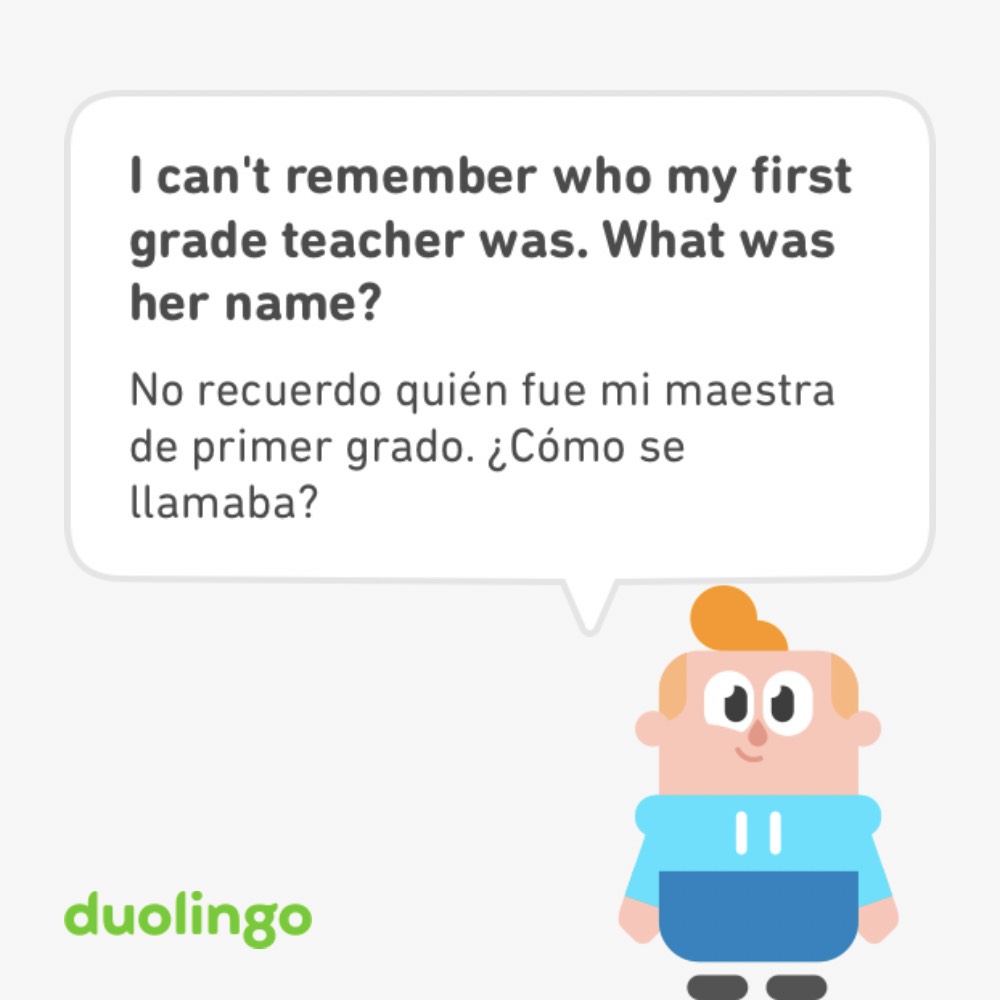 I can't remember who my first
grade teacher was. What was
her name?
No recuerdo quién fue mi maestra
de primer grado. ¿Cómo se
llamaba?
duolingo